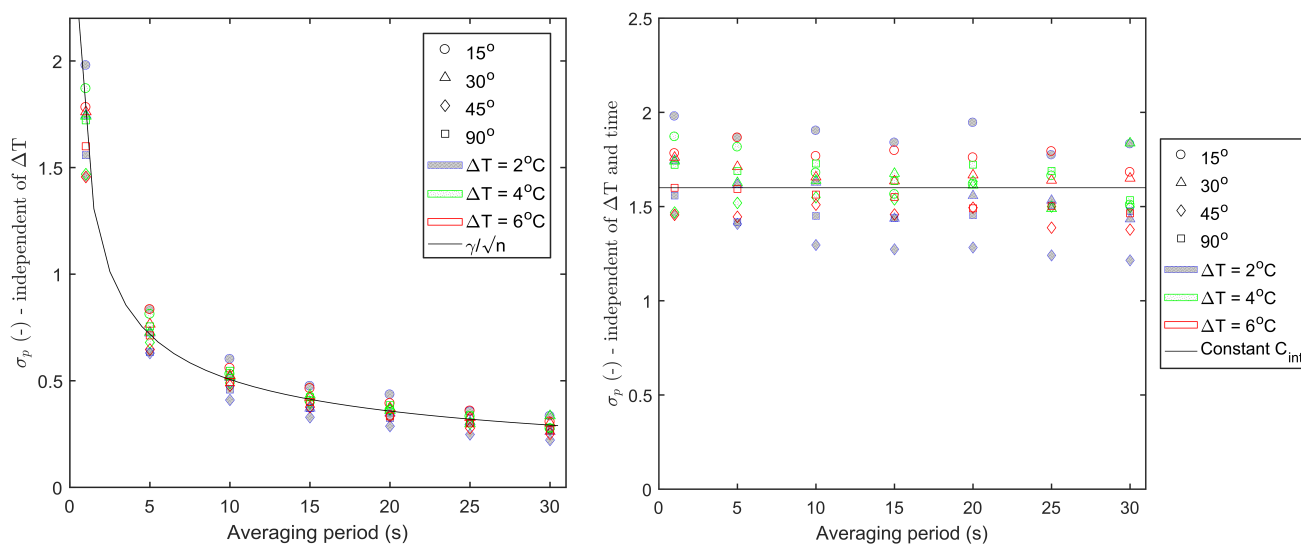 2
1.5
1
0.5
0
σp (-) - independent of ΔT
0 5 10 15 20 25 30
Averaging period (s)
15o
30o
45o
90o
ΔT = 2oC
ΔT = 4oC
ΔT = 6oC
γ/√n
2.5
2
1.5
1
0.5
0
σp (-) - independent of ΔT and time
0 5 10 15 20 25 30
Averaging period (s)
15o
30o
45o
90o
ΔT = 2oC
ΔT = 4oC
ΔT = 6oC
Constant Cint